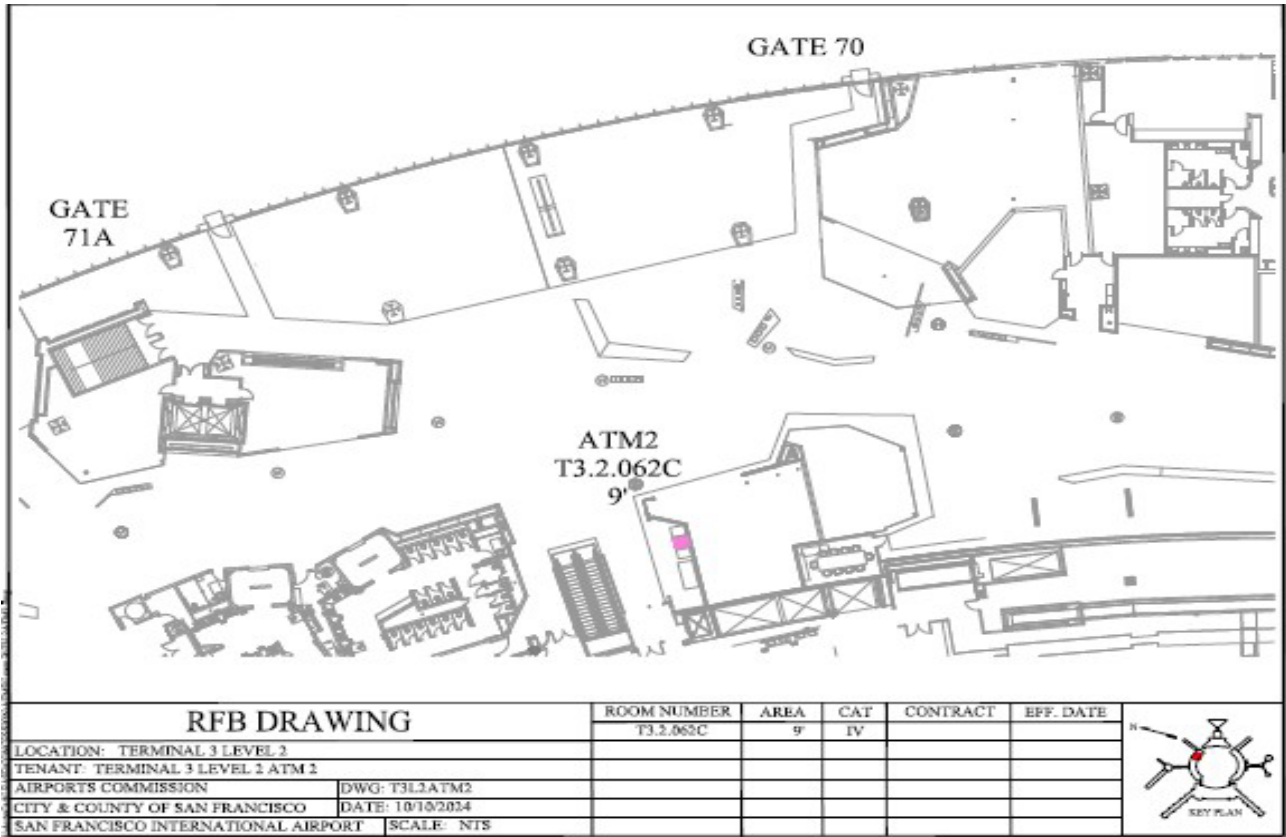 GATE 70
GATE
71A
ATM2
T3.2.062C
9'
RFB DRAWING
ROOM NUMBER AREA CAT CONTRACT EFF. DATE
T3.2.062C 9' IV
LOCATION: TERMINAL 3 LEVEL 2
TENANT: TERMINAL 3 LEVEL 2 ATM 2
AIRPORTS COMMISSION DWG: T3L2ATM2
CITY & COUNTY OF SAN FRANCISCO DATE: 10/10/2024
SAN FRANCISCO INTERNATIONAL AIRPORT SCALE: NTS
N
KEY PLAN